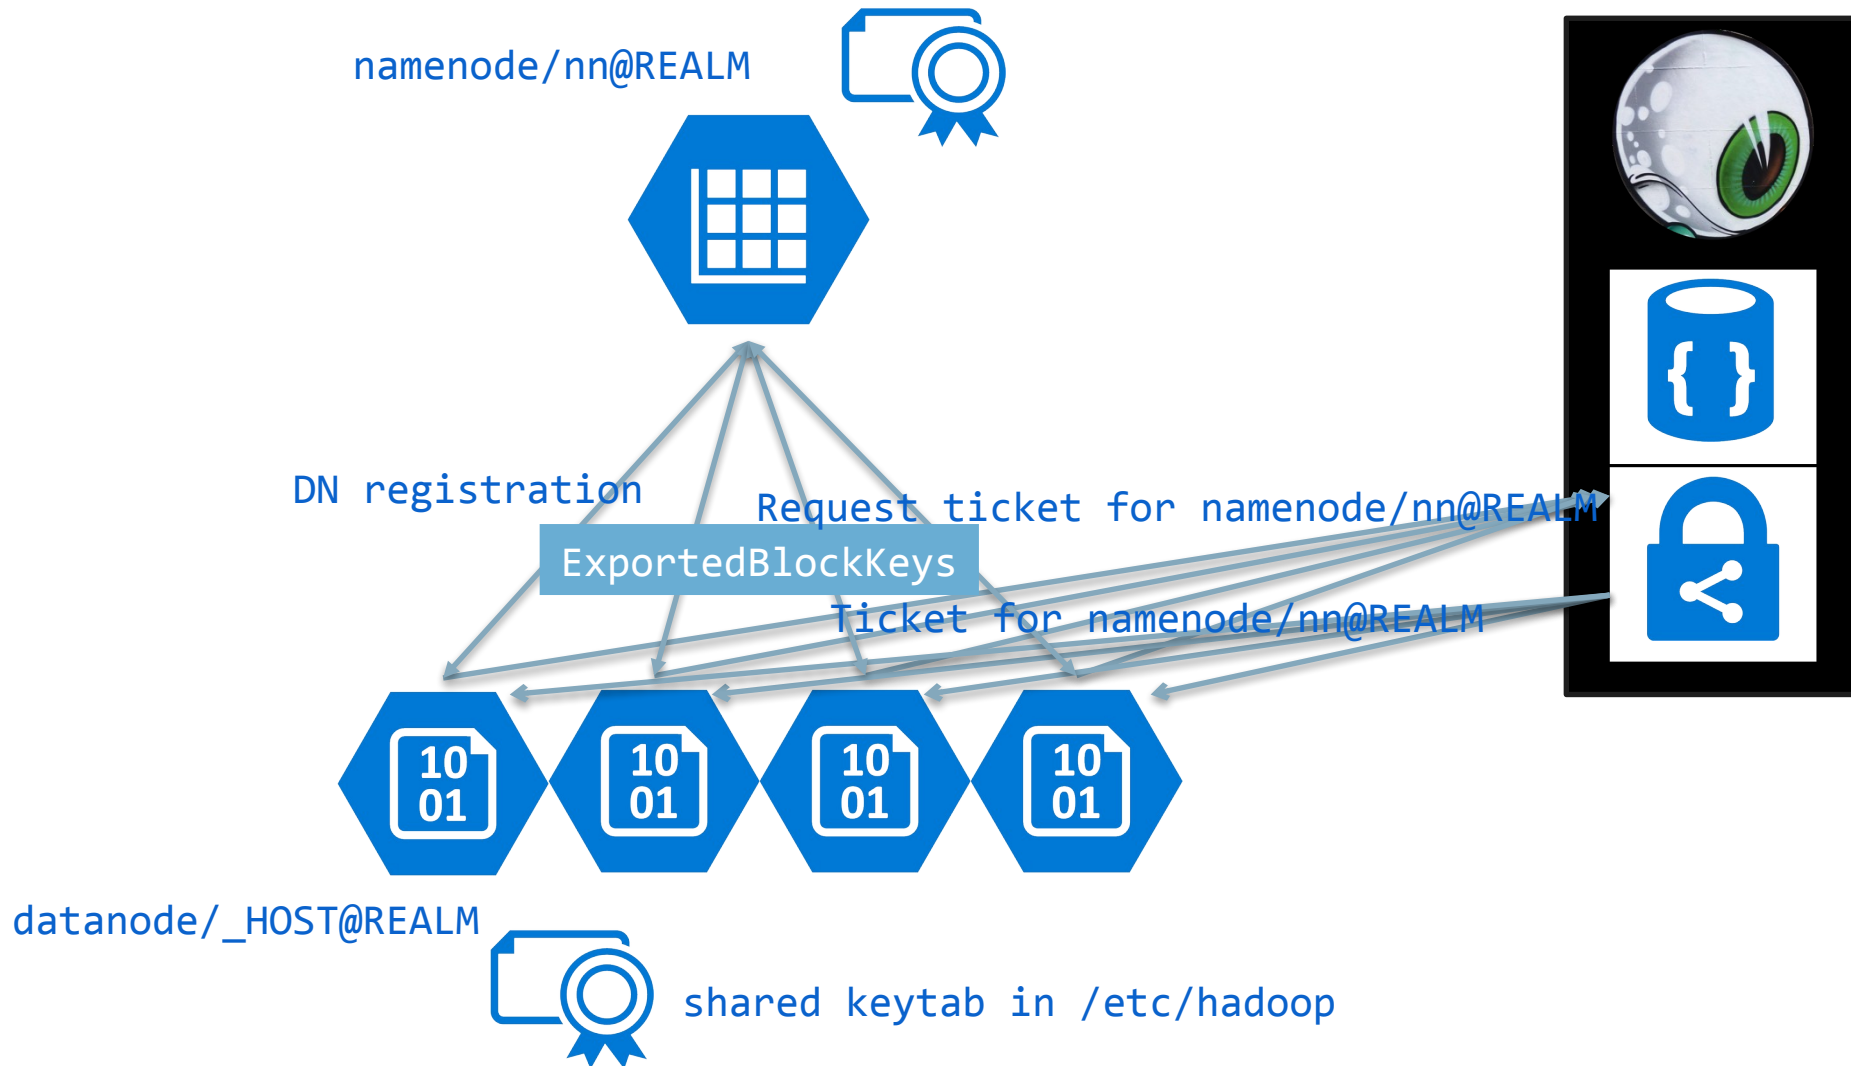 namenode/nn@REALM
{ }
DN registration
Request ticket for namenode/nn@REALM
ExportedBlockKeys
Ticket for namenode/nn@REALM
10
01
10
01
10
01
10
01
datanode/_HOST@REALM
shared keytab in /etc/hadoop